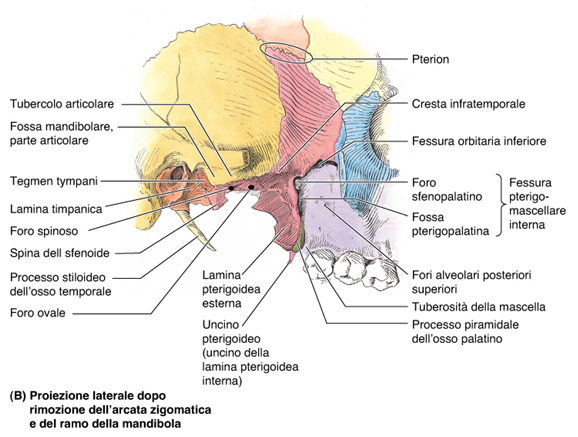 Pterion
Tubercolo articolare
Fossa mandibolare,
parte articolare
Tegmen tympani
Lamina timpanica
Foro spinoso
Spina dell sfenoide
Processo stiloideo
dell'osso temporale
Foro ovale
Lamina
pterigoidea
esterna
Uncino
pterigoideo
(uncino della
lamina pterigoidea
interna)
Cresta infratemporale
Fessura orbitaria inferiore
Foro
sfenopalatino
Fossa
pterigopalatina
Fessura
pterigo-
mascellare
interna
Fori alveolari posteriori
superiori
Tuberosità della mascella
Processo piramidale
dell'osso palatino
(B) Proiezione laterale dopo
rimozione dell'arcata zigomatica
e del ramo della mandibola